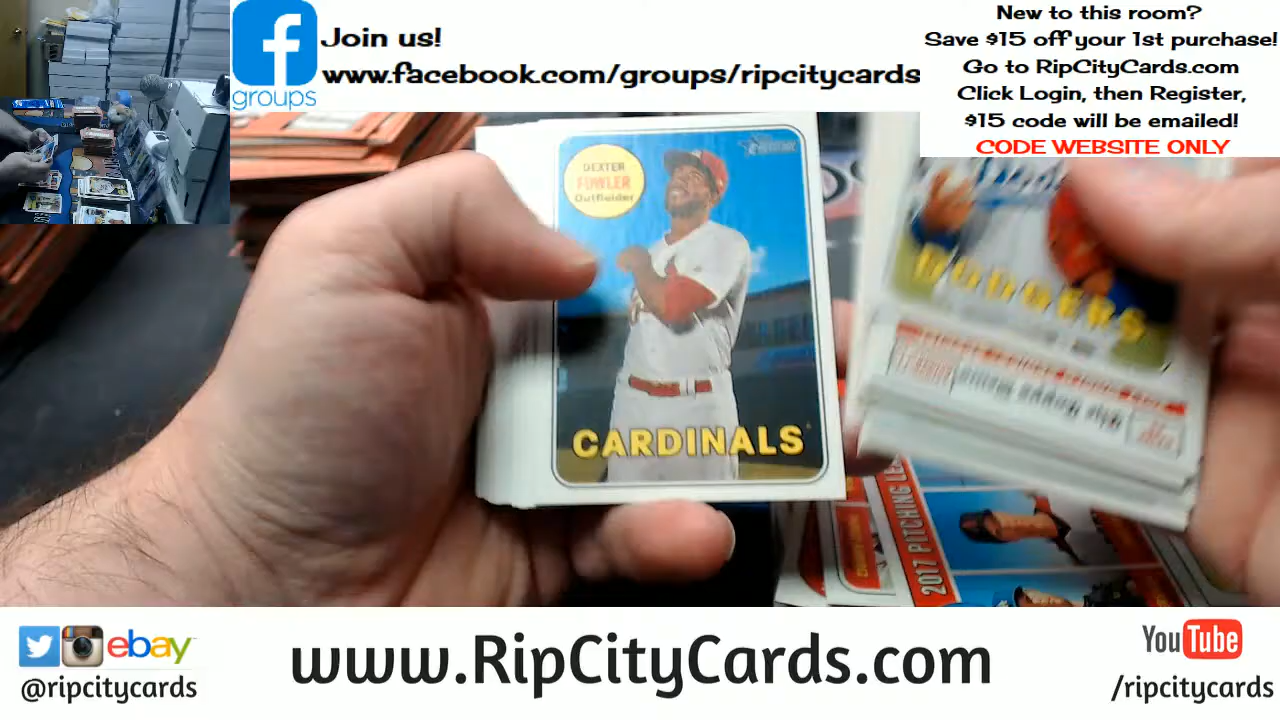 f
groups
Join us!
www.facebook.com/groups/ripcitycards
New to this room?
Save $15 off your 1st purchase!
Go to RipCityCards.com
Click Login, then Register,
$15 code will be emailed!
CODE WEBSITE ONLY
Heritage
DEXTER
FOWLER
Outfielder
CARDINALS
DODGERS
2017 PITCHING LEA
ebay
@ripcitycards
www.RipCityCards.com
YouTube
/ripcitycards